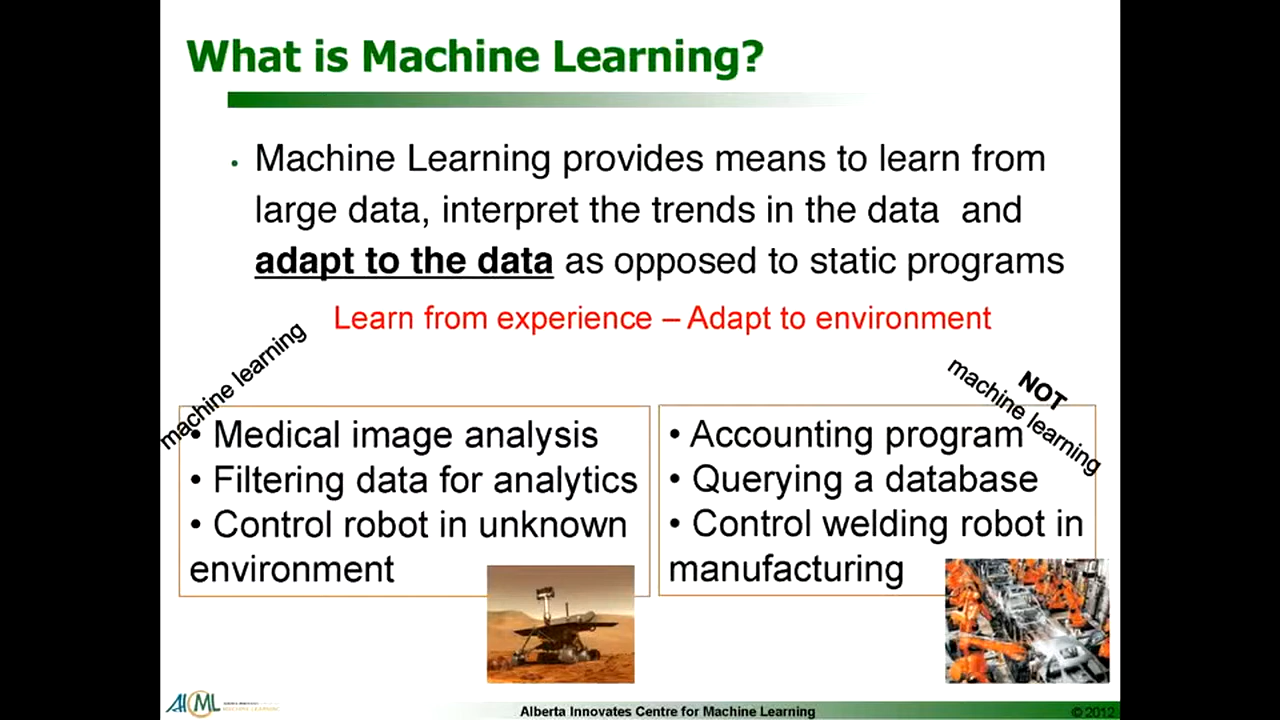 What is Machine Learning?
• Machine Learning provides means to learn from
large data, interpret the trends in the data and
adapt to the data as opposed to static programs
Learn from experience – Adapt to environment
machine learning
• Medical image analysis
• Filtering data for analytics
• Control robot in unknown
environment
NOT
machine learning
• Accounting program
• Querying a database
• Control welding robot in
manufacturing
AICML
Alberta Innovates Centre for Machine Learning
© 2012